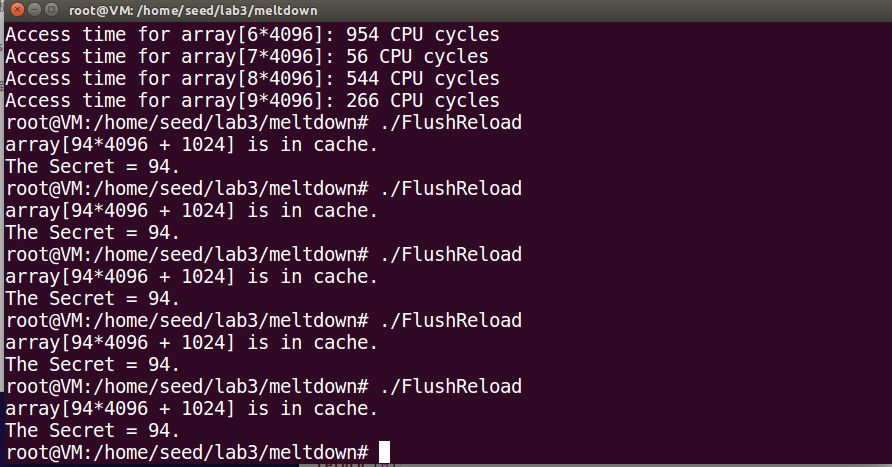 root@VM: /home/seed/lab3/meltdown
Access time for array[6*4096]: 954 CPU cycles
Access time for array[7*4096]: 56 CPU cycles
Access time for array[8*4096]: 544 CPU cycles
Access time for array[9*4096]: 266 CPU cycles
root@VM:/home/seed/lab3/meltdown# ./FlushReload
array[94*4096 + 1024] is in cache.
The Secret = 94.
root@VM:/home/seed/lab3/meltdown# ./FlushReload
array[94*4096 + 1024] is in cache.
The Secret = 94.
root@VM:/home/seed/lab3/meltdown# ./FlushReload
array[94*4096 + 1024] is in cache.
The Secret = 94.
root@VM:/home/seed/lab3/meltdown# ./FlushReload
array[94*4096 + 1024] is in cache.
The Secret = 94.
root@VM:/home/seed/lab3/meltdown# ./FlushReload
array[94*4096 + 1024] is in cache.
The Secret = 94.
root@VM:/home/seed/lab3/meltdown#